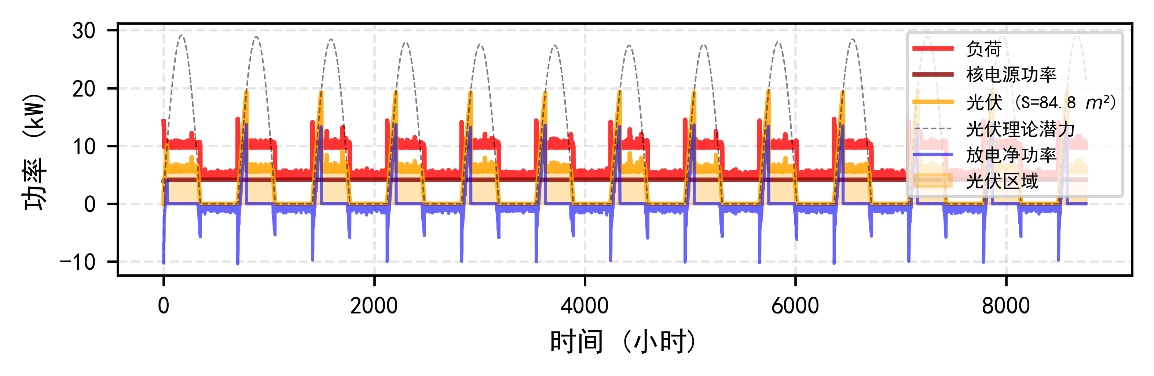 功率 (kW)
30
20
10
0
−10
0
2000
4000
6000
8000
时间 (小时)
负荷
核电源功率
光伏 (S=84.8 m²)
光伏理论潜力
放电净功率
光伏区域